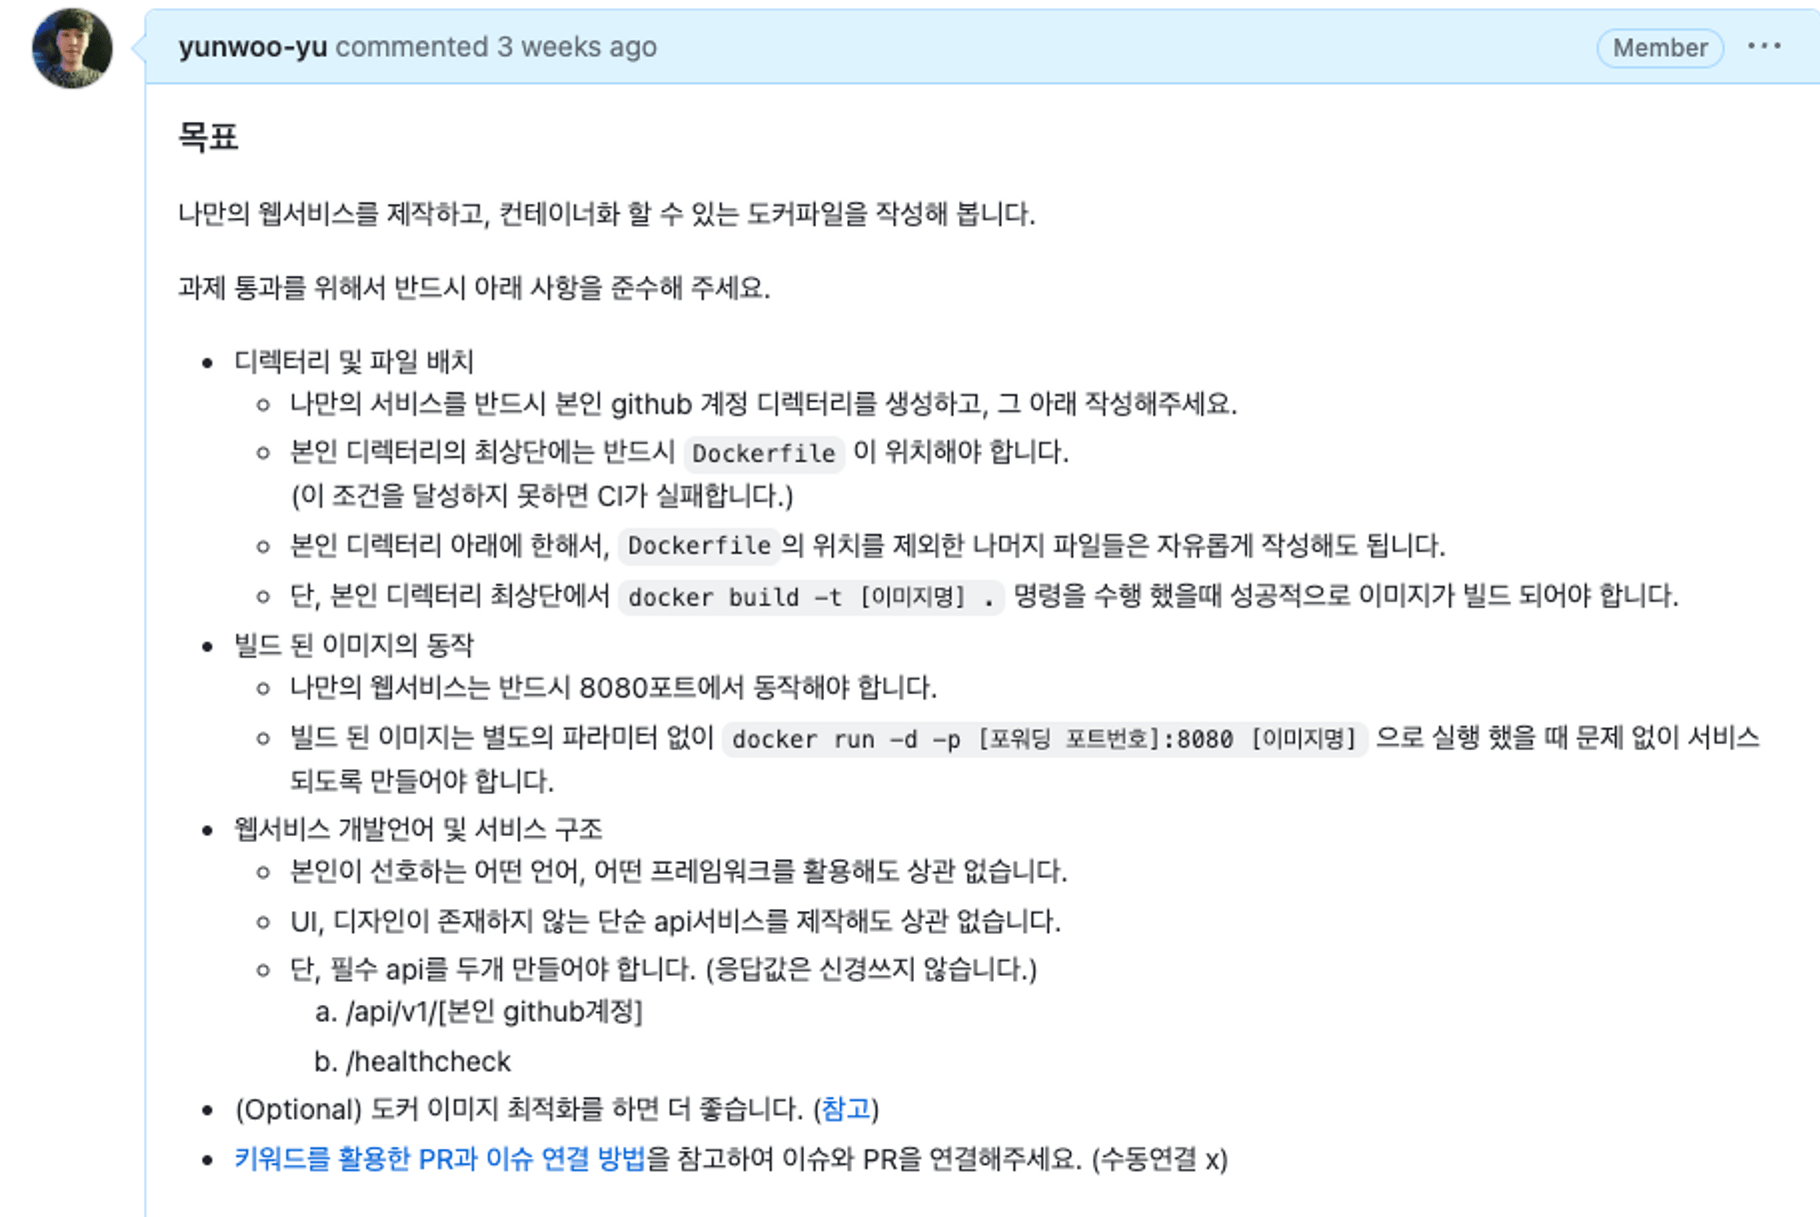 yunwoo-yu commented 3 weeks ago
Member
목표
나만의 웹서비스를 제작하고, 컨테이너화 할 수 있는 도커파일을 작성해 봅니다.
과제 통과를 위해서 반드시 아래 사항을 준수해 주세요.
디렉터리 및 파일 배치
나만의 서비스를 반드시 본인 github 계정 디렉터리를 생성하고, 그 아래 작성해주세요.
본인 디렉터리의 최상단에는 반드시 Dockerfile 이 위치해야 합니다.
(이 조건을 달성하지 못하면 CI가 실패합니다.)
본인 디렉터리 아래에 한해서, Dockerfile의 위치를 제외한 나머지 파일들은 자유롭게 작성해도 됩니다.
단, 본인 디렉터리 최상단에서 docker build -t [이미지명] . 명령을 수행 했을때 성공적으로 이미지가 빌드 되어야 합니다.
빌드 된 이미지의 동작
나만의 웹서비스는 반드시 8080포트에서 동작해야 합니다.
빌드 된 이미지는 별도의 파라미터 없이 docker run -d -p [포워딩 포트번호]:8080 [이미지명] 으로 실행 했을 때 문제 없이 서비스
되도록 만들어야 합니다.
웹서비스 개발언어 및 서비스 구조
본인이 선호하는 어떤 언어, 어떤 프레임워크를 활용해도 상관 없습니다.
UI, 디자인이 존재하지 않는 단순 api서비스를 제작해도 상관 없습니다.
단, 필수 api를 두개 만들어야 합니다. (응답값은 신경쓰지 않습니다.)
a. /api/v1/[본인 github계정]
b. /healthcheck
(Optional) 도커 이미지 최적화를 하면 더 좋습니다. (참고)
키워드를 활용한 PR과 이슈 연결 방법을 참고하여 이슈와 PR을 연결해주세요. (수동연결 x)